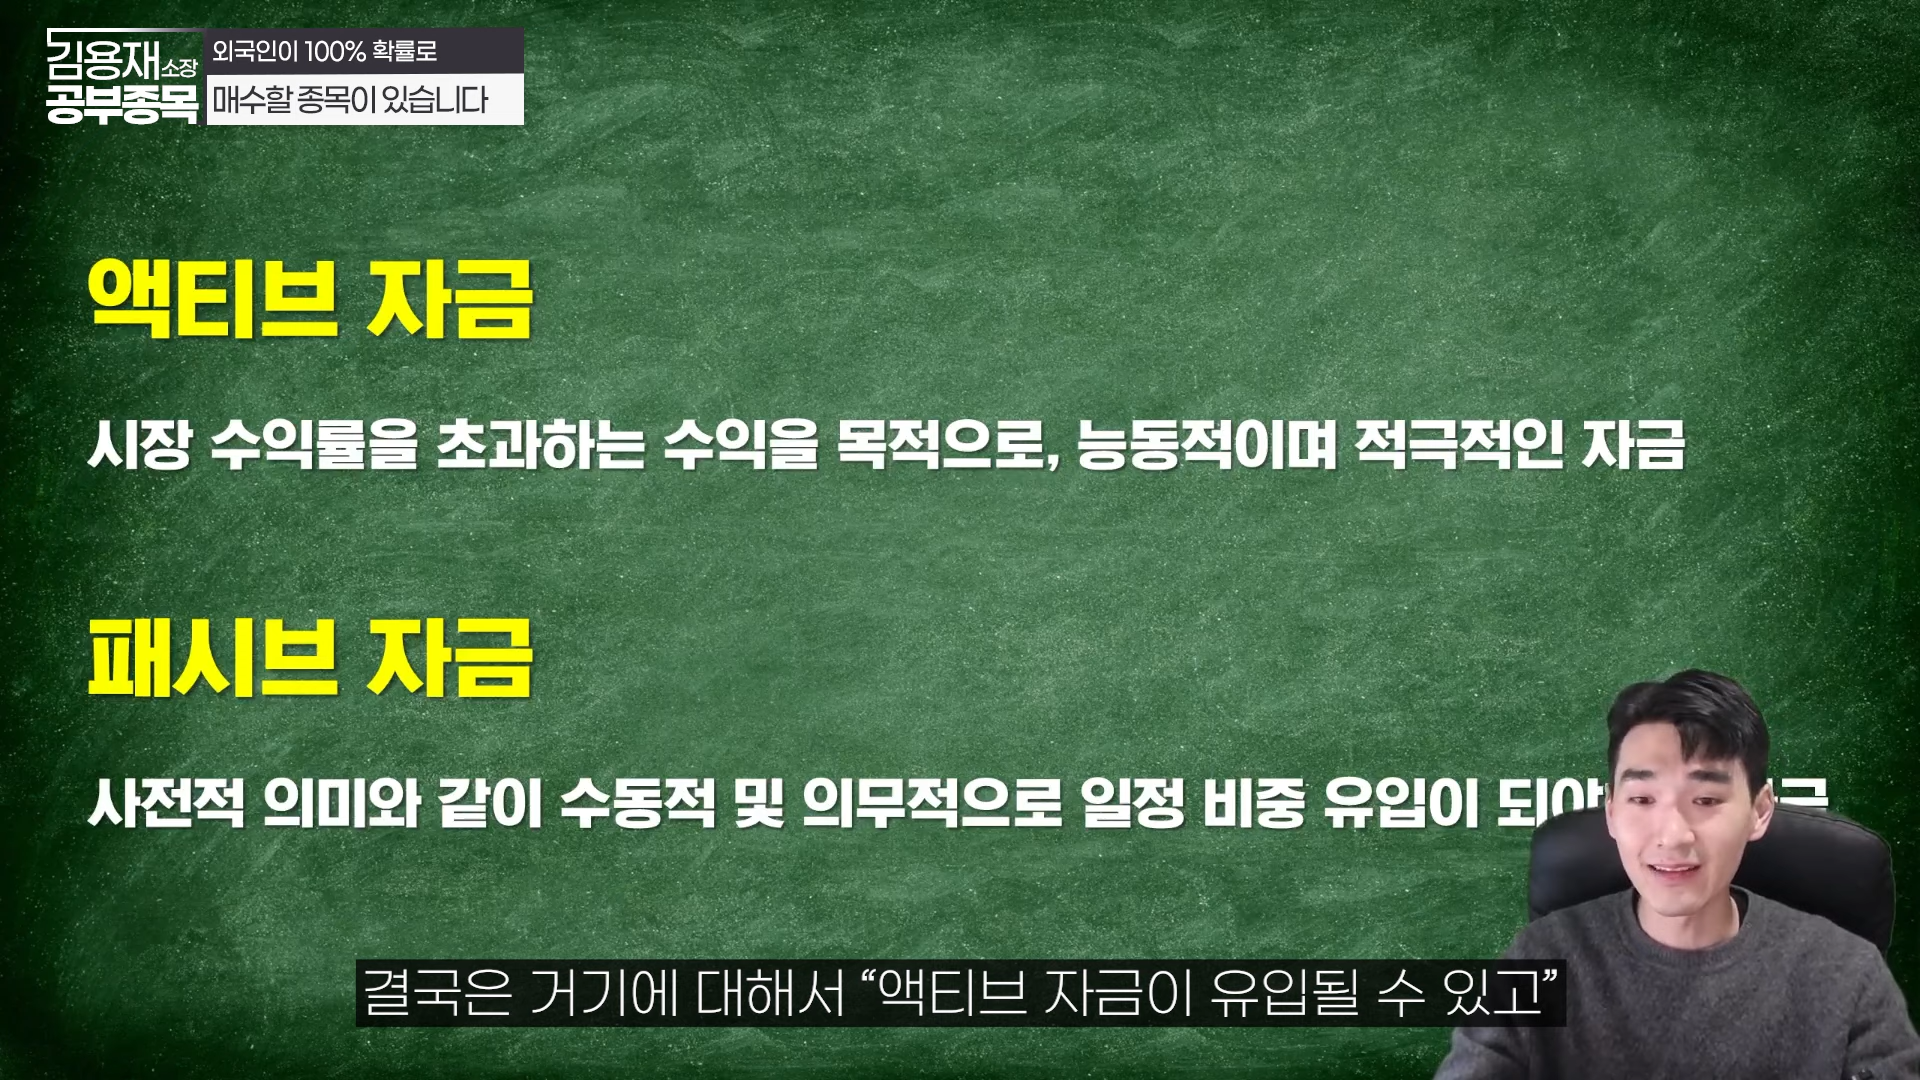 김용재 소장
공부종목
외국인이 100% 확률로
매수할 종목이 있습니다
액티브 자금
시장 수익률을 초과하는 수익을 목적으로, 능동적이며 적극적인 자금
패시브 자금
사전적 의미와 같이 수동적 및 의무적으로 일정 비중 유입이
결국은 거기에 대해서 “액티브 자금이 유입될 수 있고”